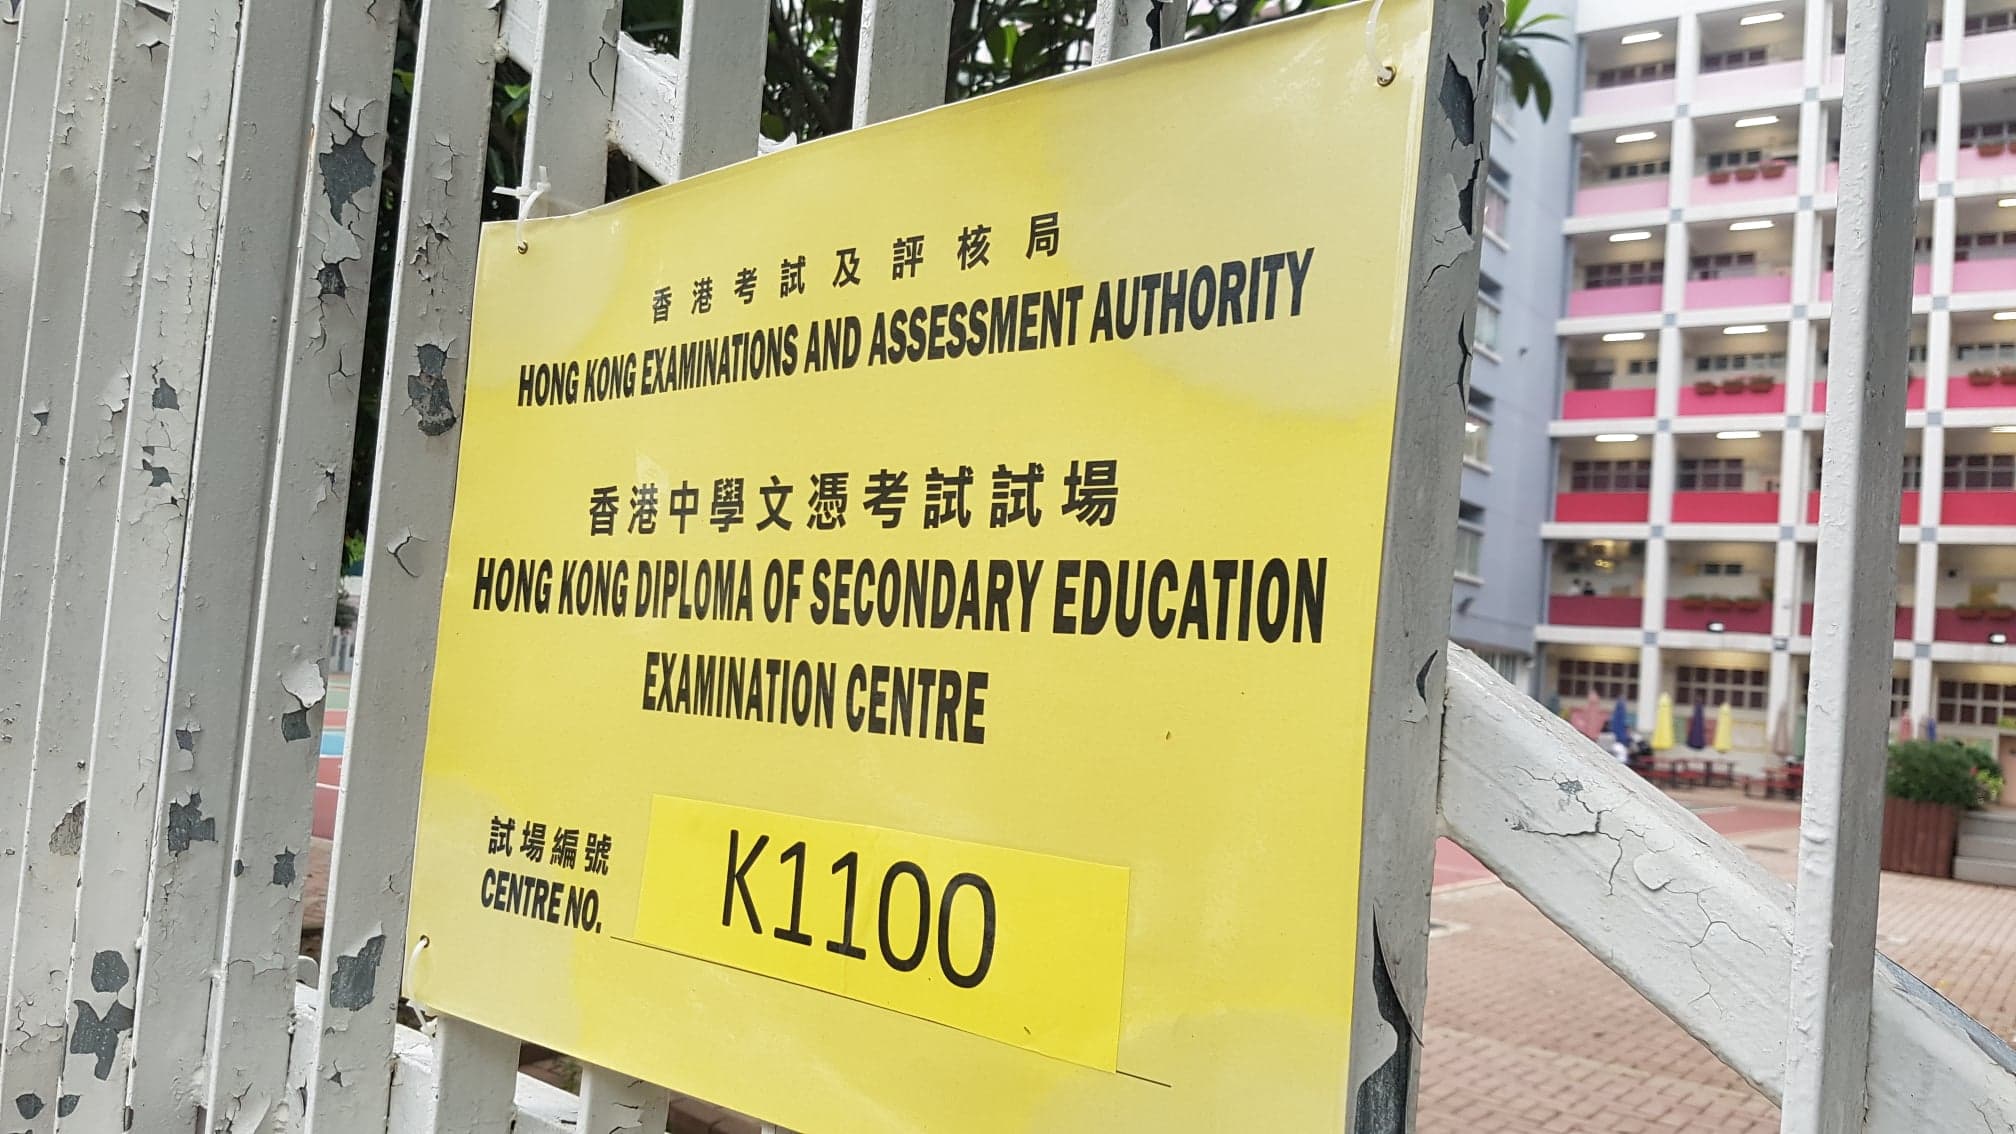 香港考試及評核局
HONG KONG EXAMINATIONS AND ASSESSMENT AUTHORITY
香港中學文憑考試試場
HONG KONG DIPLOMA OF SECONDARY EDUCATION
EXAMINATION CENTRE
試場編號
CENTRE NO.
K1100